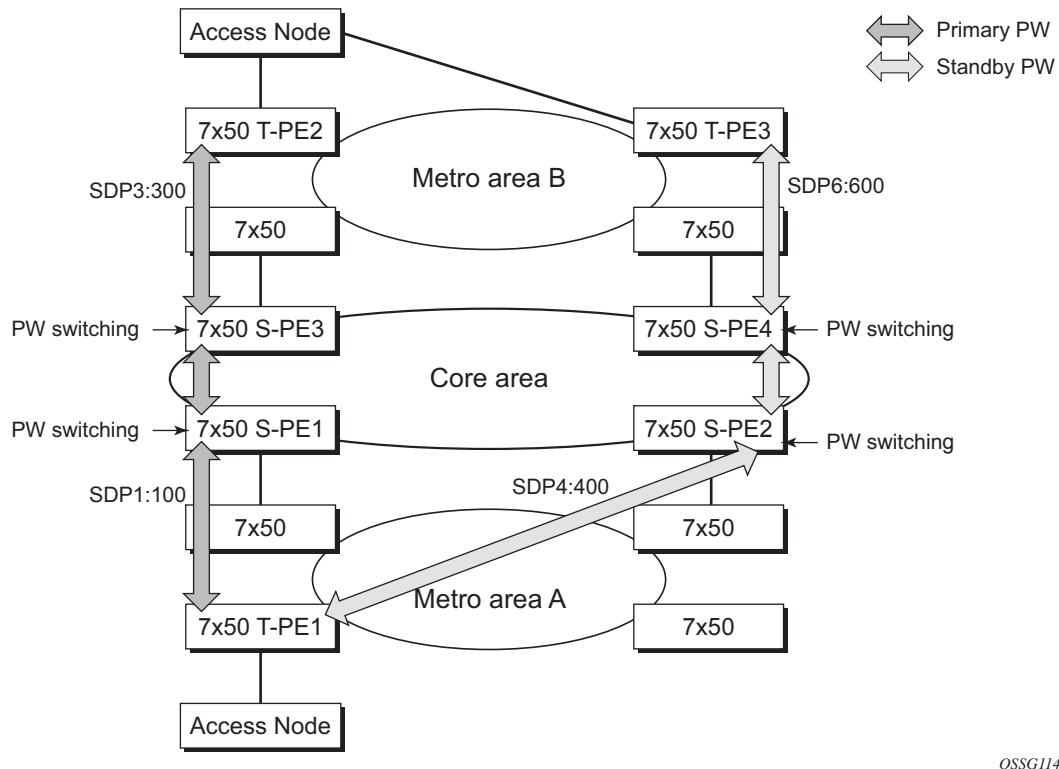 Access Node
Primary PW
Standby PW
7x50 T-PE2
7x50 T-PE3
Metro area B
SDP3:300
SDP6:600
7x50
7x50
PW switching
7x50 S-PE3
7x50 S-PE4
PW switching
Core area
PW switching
7x50 S-PE1
7x50 S-PE2
PW switching
SDP1:100
SDP4:400
7x50
7x50
Metro area A
7x50 T-PE1
7x50
Access Node
OSSG114